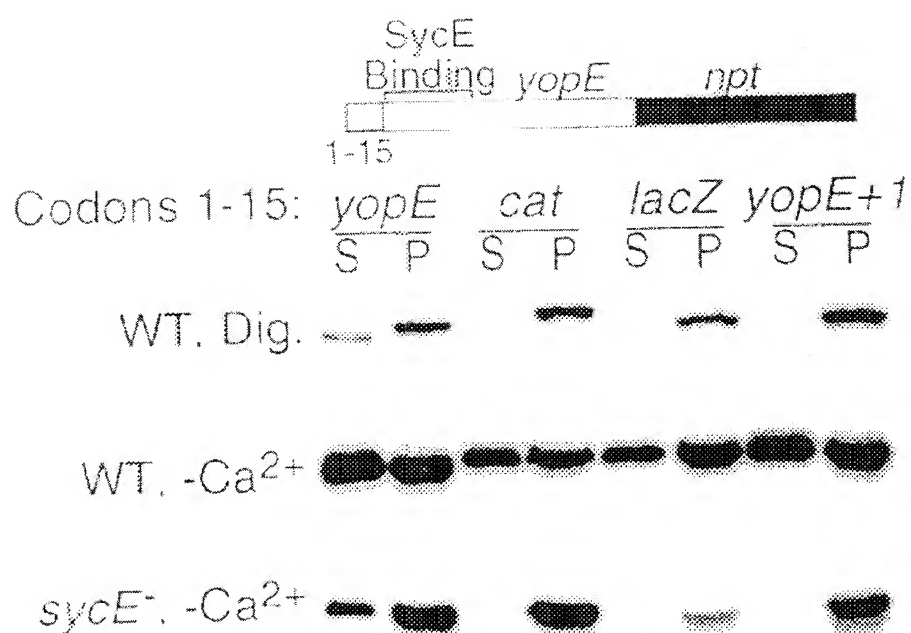 SycE
Binding yopE npt
1-15
Codons 1-15: yopE cat lacZ yopE+1
S P S P S P S P
WT. Dig.
WT. -Ca2+
sycE-. -Ca2+